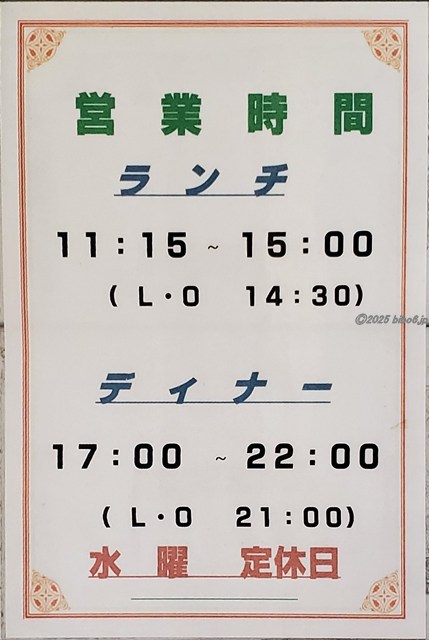 営業時間
ランチ
11：15 ~ 15：00
( L・O 14：30)
©2025 bibo6.jp
ディナー
17：00 ~ 22：00
( L・O 21：00)
水曜 定休日